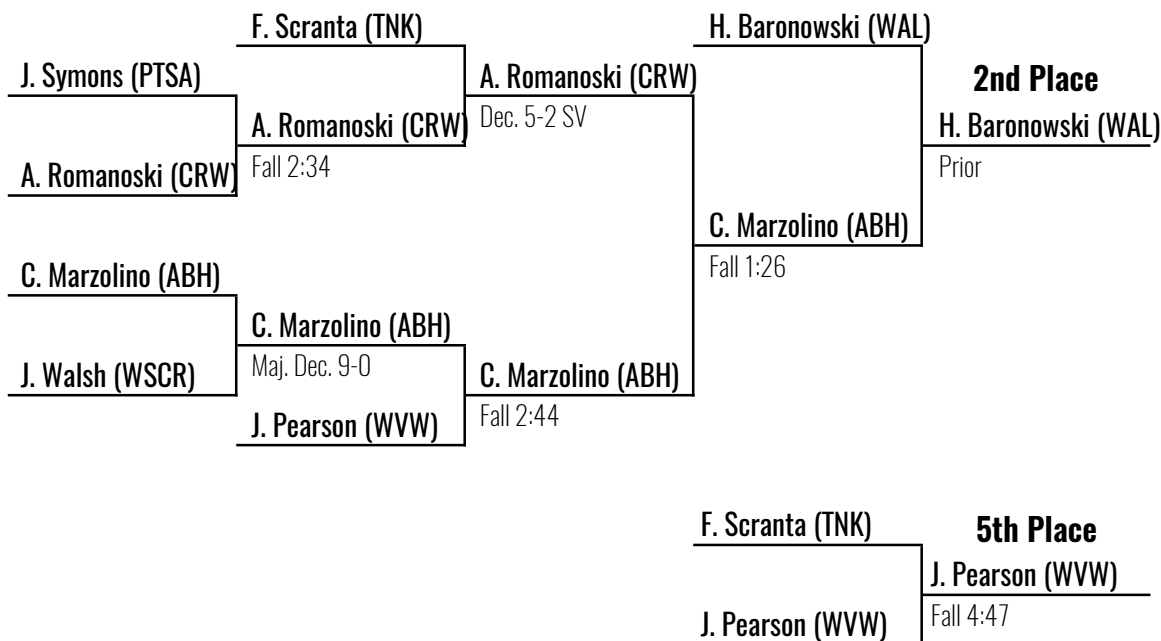 F. Scranta (TNK)
H. Baronowski (WAL)
J. Symons (PTSA)
A. Romanoski (CRW)
2nd Place
A. Romanoski (CRW)
Dec. 5-2 SV
H. Baronowski (WAL)
A. Romanoski (CRW)
Fall 2:34
Prior
C. Marzolino (ABH)
Fall 1:26
C. Marzolino (ABH)
C. Marzolino (ABH)
Maj. Dec. 9-0
J. Walsh (WSCR)
C. Marzolino (ABH)
Fall 2:44
J. Pearson (WVW)
F. Scranta (TNK)
5th Place
J. Pearson (WVW)
Fall 4:47
J. Pearson (WVW)